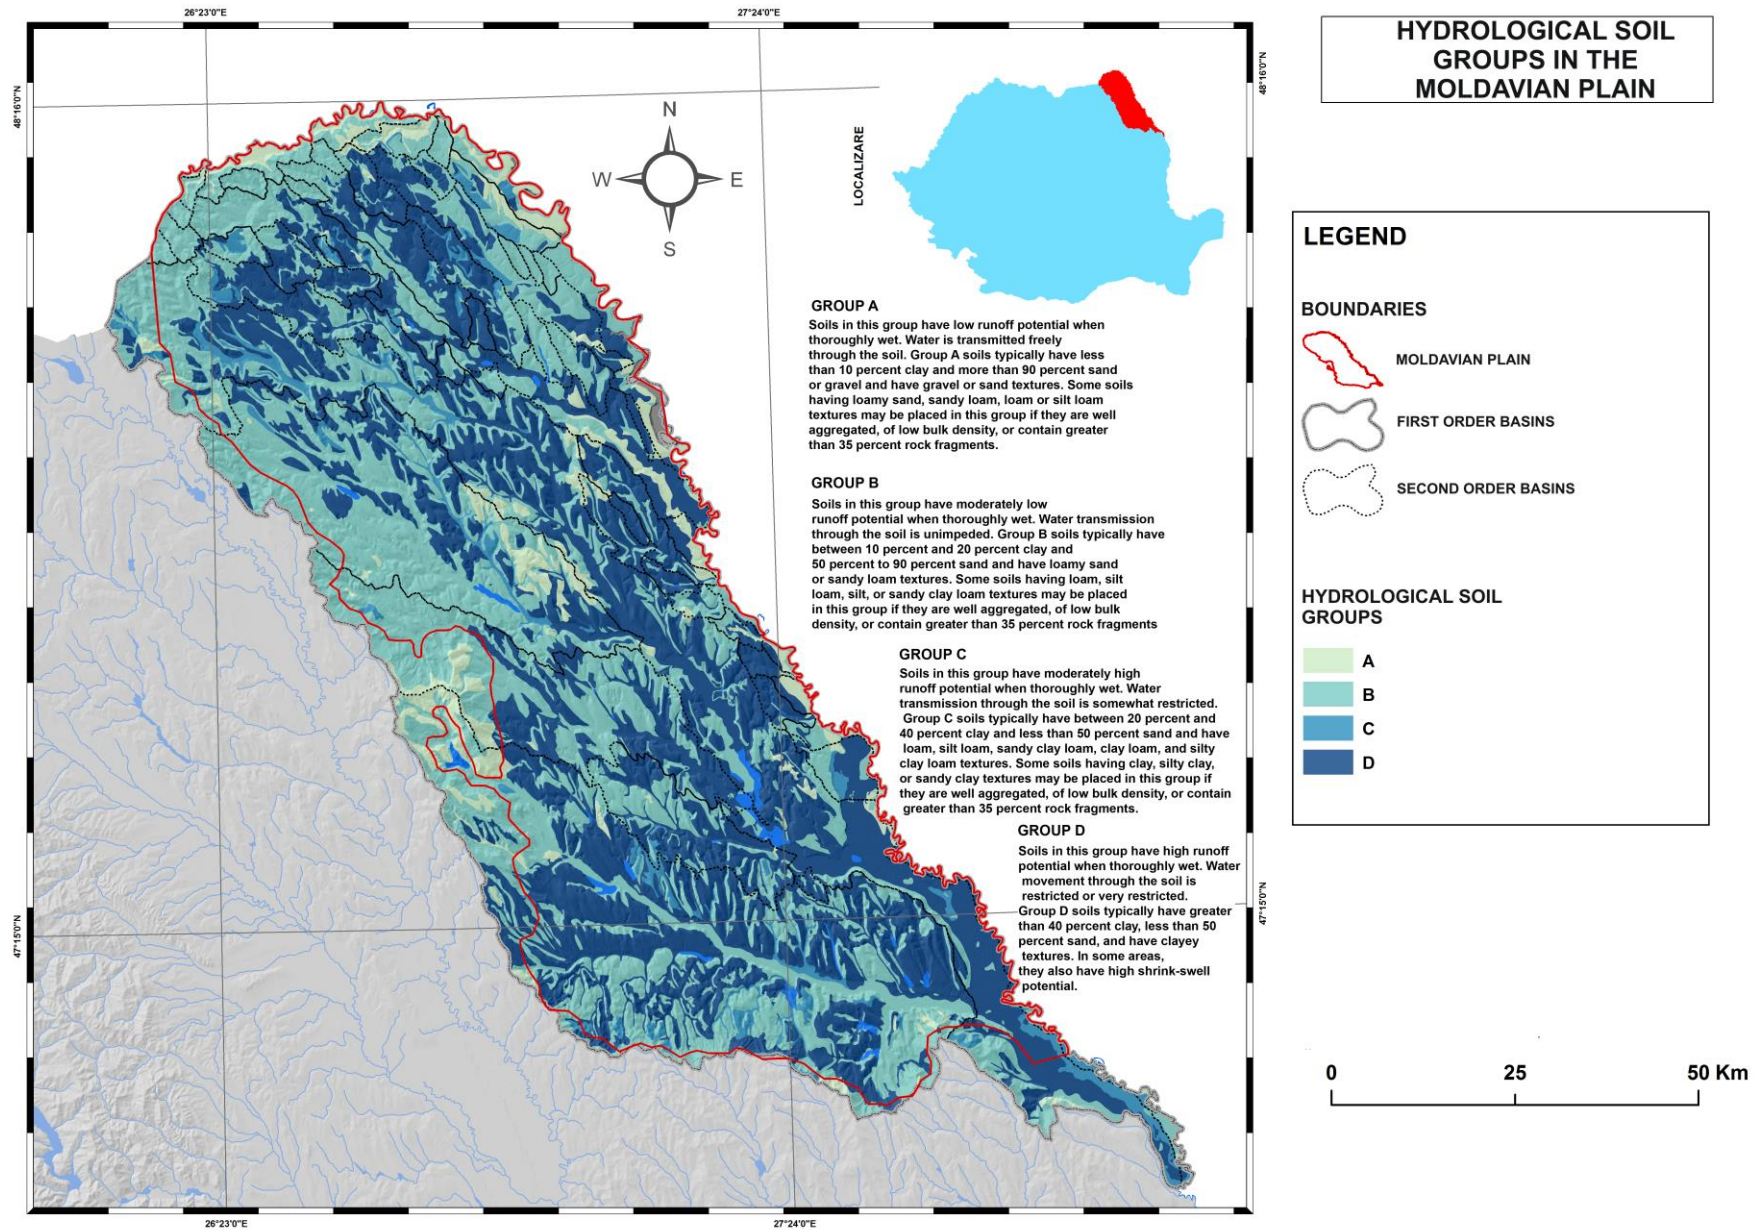 26°23'0"E
27°24'0"E
48°16'0"N
48°16'0"N
HYDROLOGICAL SOIL
GROUPS IN THE
MOLDAVIAN PLAIN
N
W
E
S
LOCALIZARE
GROUP A
Soils in this group have low runoff potential when
thoroughly wet. Water is transmitted freely
through the soil. Group A soils typically have less
than 10 percent clay and more than 90 percent sand
or gravel and have gravel or sand textures. Some soils
having loamy sand, sandy loam, loam or silt loam
textures may be placed in this group if they are well
aggregated, of low bulk density, or contain greater
than 35 percent rock fragments.
GROUP B
Soils in this group have moderately low
runoff potential when thoroughly wet. Water transmission
through the soil is unimpeded. Group B soils typically have
between 10 percent and 20 percent clay and
50 percent to 90 percent sand and have loamy sand
or sandy loam textures. Some soils having loam, silt
loam, silt, or sandy clay loam textures may be placed
in this group if they are well aggregated, of low bulk
density, or contain greater than 35 percent rock fragments
GROUP C
Soils in this group have moderately high
runoff potential when thoroughly wet. Water
transmission through the soil is somewhat restricted.
Group C soils typically have between 20 percent and
40 percent clay and less than 50 percent sand and have
loam, silt loam, sandy clay loam, clay loam, and silty
clay loam textures. Some soils having clay, silty clay,
or sandy clay textures may be placed in this group if
they are well aggregated, of low bulk density, or contain
greater than 35 percent rock fragments.
GROUP D
Soils in this group have high runoff
potential when thoroughly wet. Water
movement through the soil is
restricted or very restricted.
Group D soils typically have greater
than 40 percent clay, less than 50
percent sand, and have clayey
textures. In some areas,
they also have high shrink-swell
potential.
LEGEND
BOUNDARIES
MOLDAVIAN PLAIN
FIRST ORDER BASINS
SECOND ORDER BASINS
HYDROLOGICAL SOIL
GROUPS
A
B
C
D
47°15'0"N
47°15'0"N
0
25
50 Km
26°23'0"E
27°24'0"E